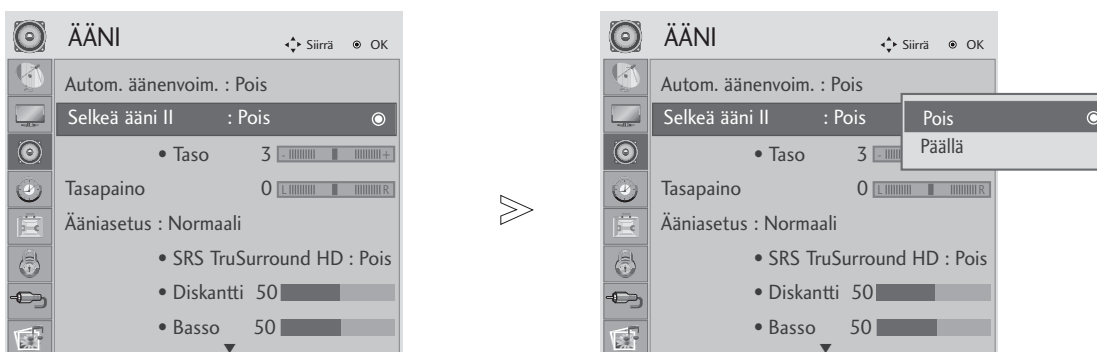 ÄÄNI Siirrä OK
Autom. äänenvoim. : Pois
Selkeä ääni II : Pois
• Taso 3 - +
Tasapaino 0 L R
Ääniasetus : Normaali
• SRS TruSurround HD : Pois
• Diskantti 50
• Basso 50
ÄÄNI Siirrä OK
Autom. äänenvoim. : Pois
Selkeä ääni II : Pois
Pois
Päällä
• Taso 3 -
Tasapaino 0 L R
Ääniasetus : Normaali
• SRS TruSurround HD : Pois
• Diskantti 50
• Basso 50